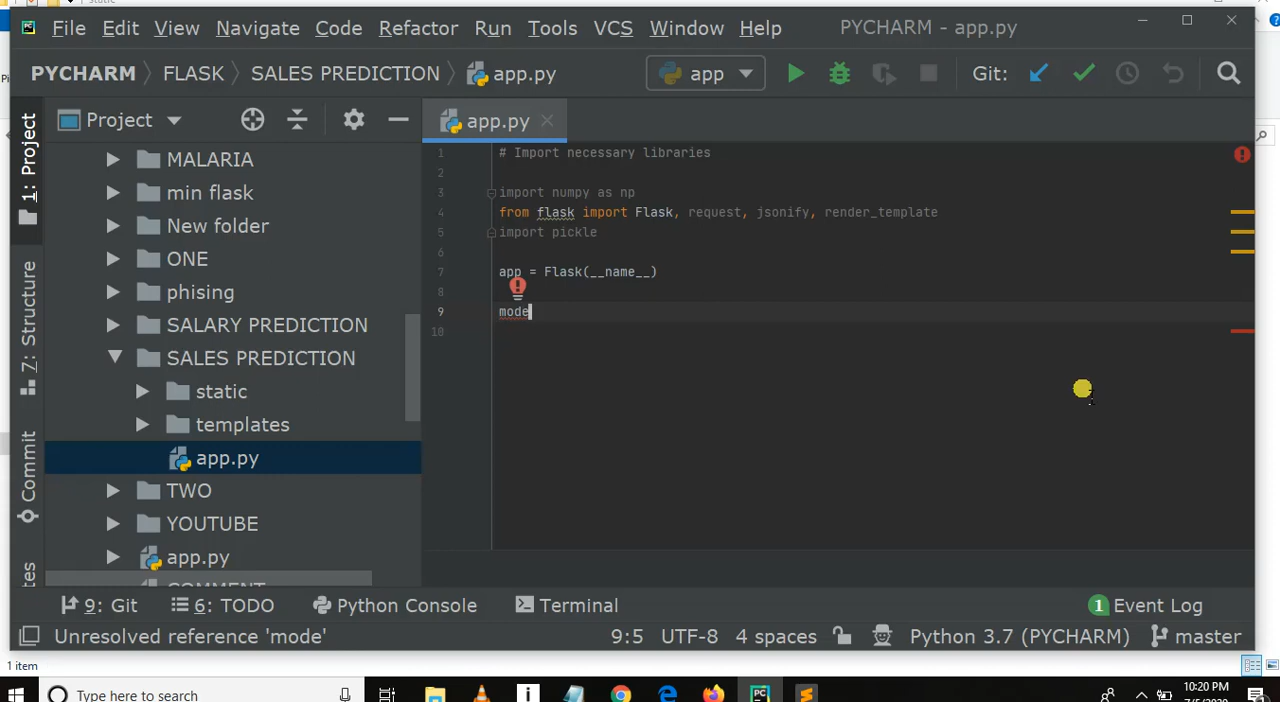 static
File Edit View Navigate Code Refactor Run Tools VCS Window Help PYCHARM - app.py
PYCHARM SALES PREDICTION FLASK app.py app Git:
1: Project
Project
app.py
MALARIA
min flask
New folder
ONE
phising
SALARY PREDICTION
SALES PREDICTION
static
templates
app.py
TWO
YOUTUBE
app.py
COMMENT
7: Structure
Commit
1 # Import necessary libraries
2
3 import numpy as np
4 from flask import Flask, request, jsonify, render_template
5 import pickle
6
7 app = Flask(__name__)
8
9 mode
10
9: Git 6: TODO Python Console Terminal 1 Event Log
Unresolved reference 'mode' 9:5 UTF-8 4 spaces Python 3.7 (PYCHARM) master
1 item
Type here to search
10:20 PM